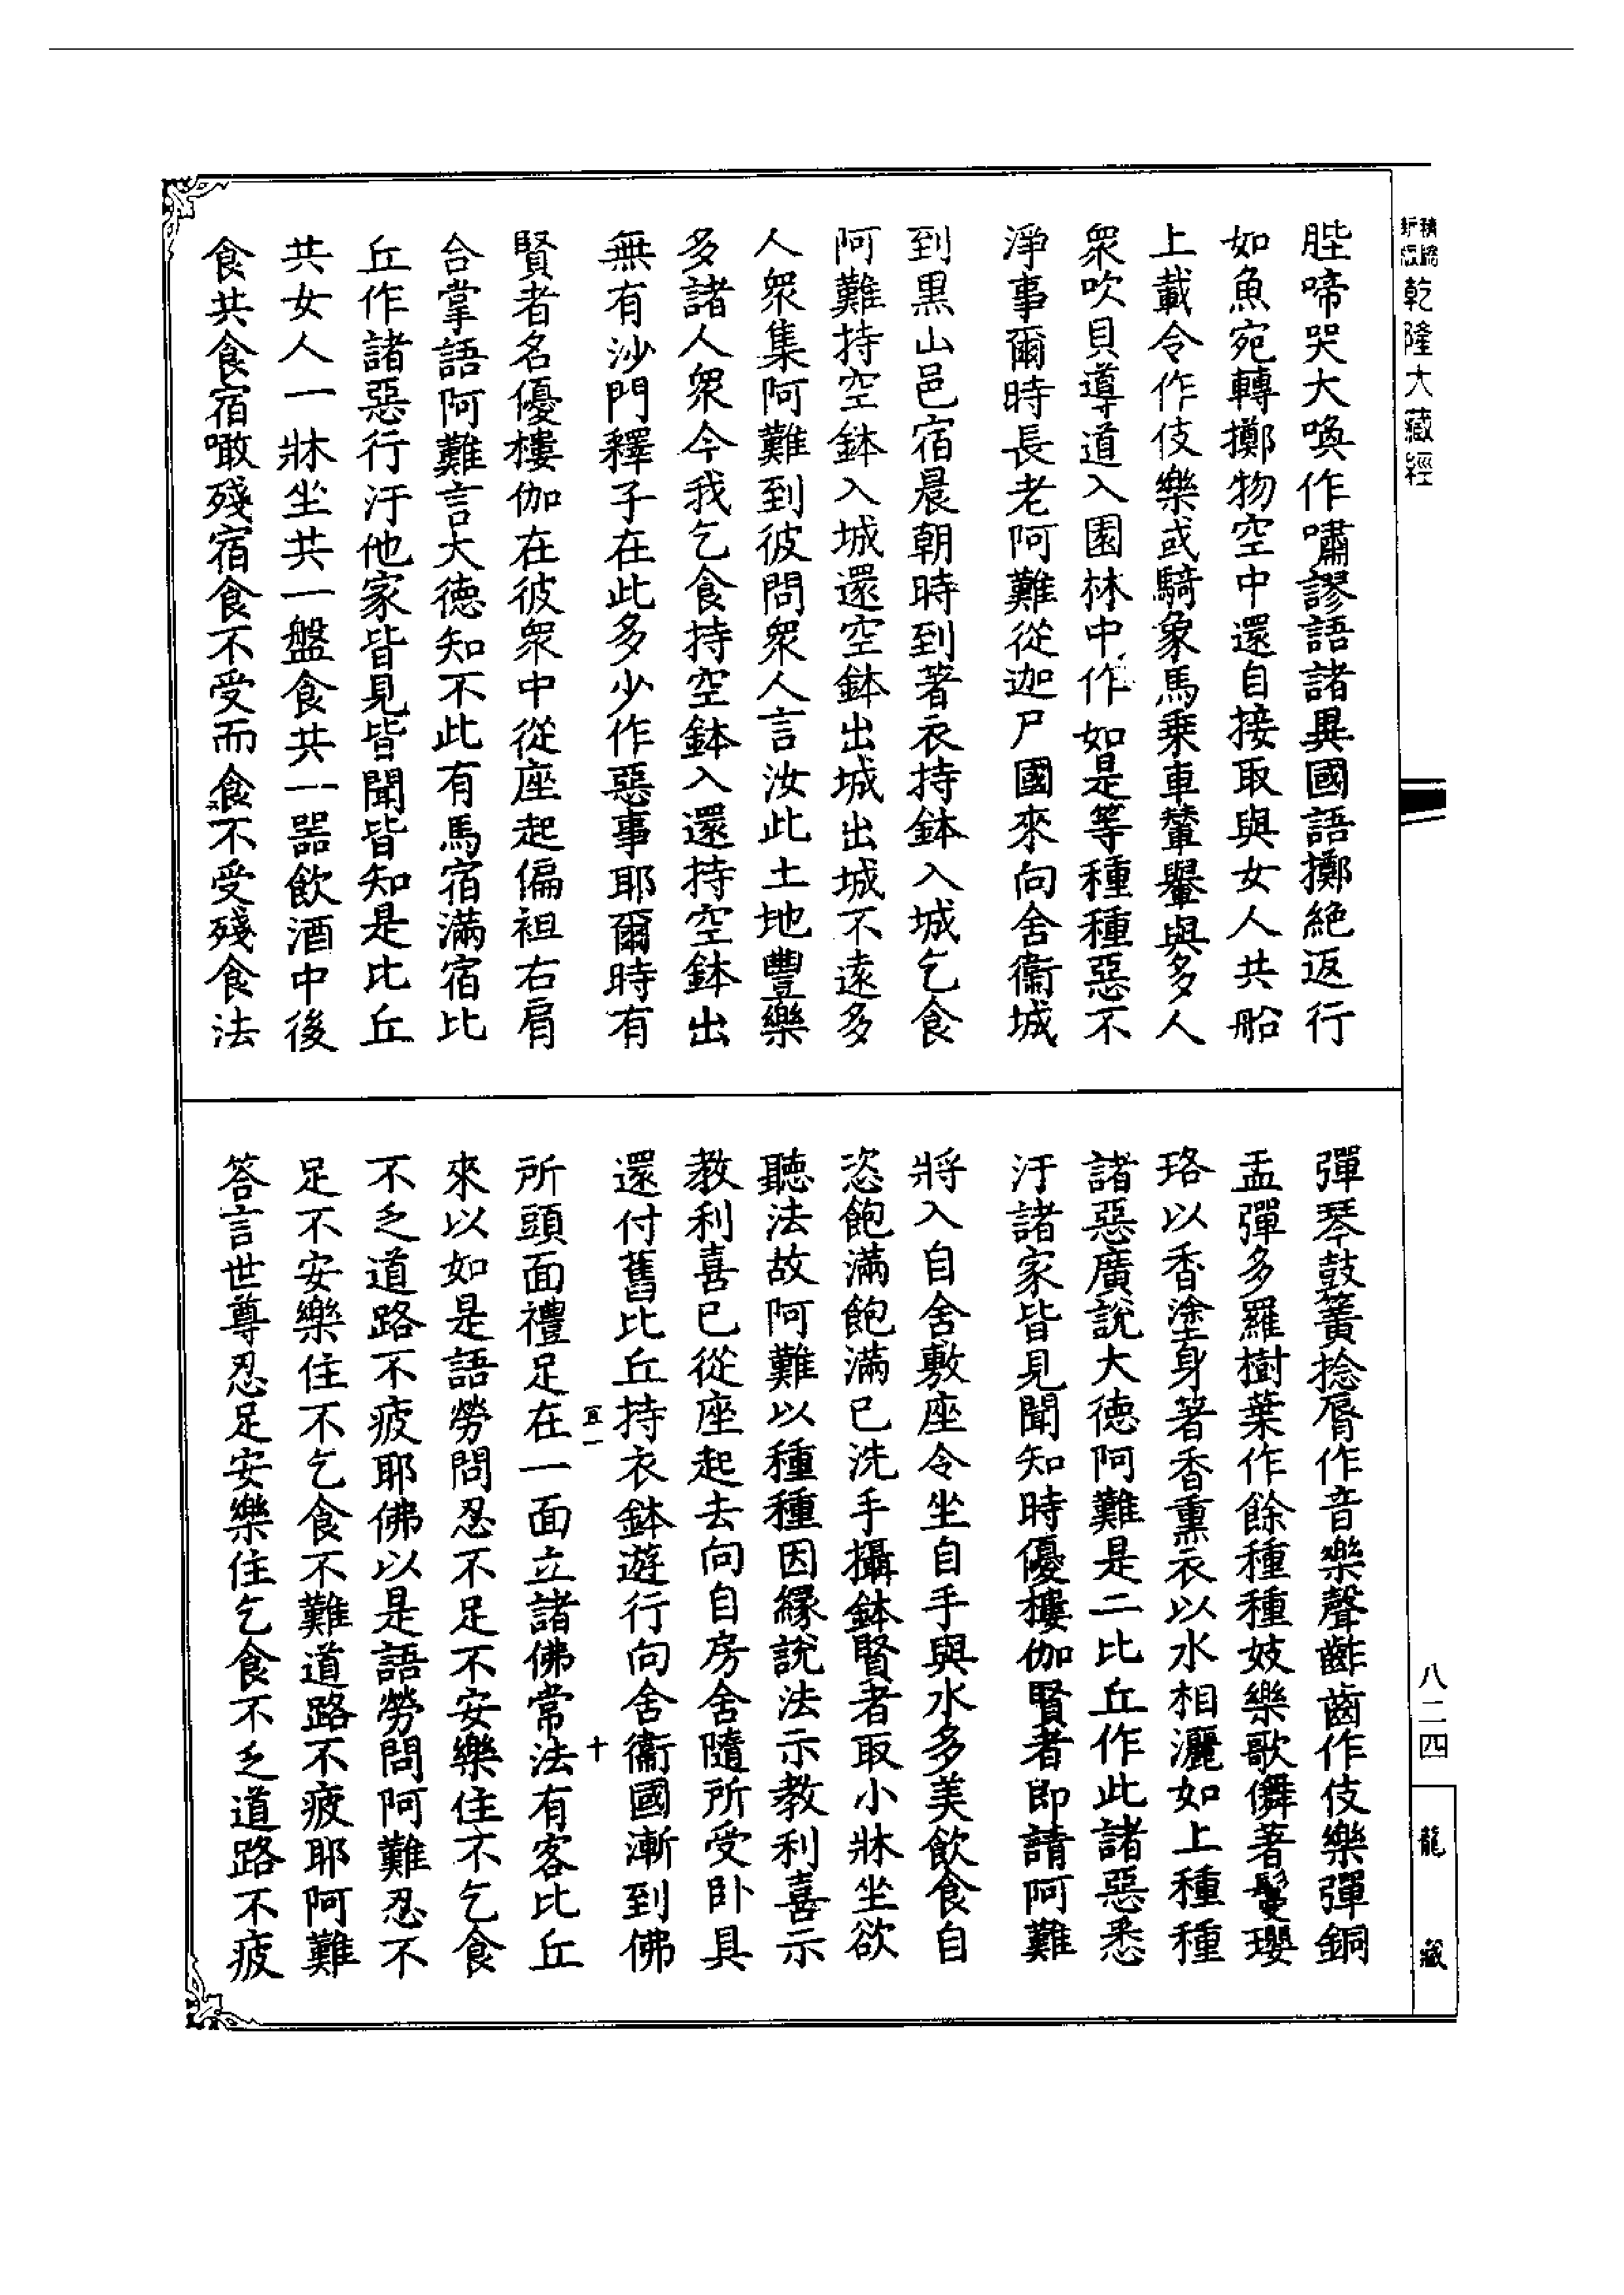 精編新版
乾隆大藏經
䏶啼哭大喚作嘯謬語諸異國語擲絶返行
如魚宛轉擲物空中還自接取與女人共船
上載令作伎樂或騎象馬乗車輦轝與多人
衆吹貝導道入園林中作如是等種種惡不
淨事爾時長老阿難從迦尸國來向舍衞城
到黒山邑宿晨朝時到著衣持鉢入城乞食
阿難持空鉢入城還空鉢出城出城不遠多
人衆集阿難到彼問衆人言汝此土地豐樂
多諸人衆今我乞食持空鉢入還持空鉢出
無有沙門釋子在此多少作惡事耶爾時有
賢者名優樓伽在彼衆中從座起偏袒右肩
合掌語阿難言大徳知不此有馬宿滿宿比
丘作諸惡行汙他家皆見皆聞皆知是比丘
共女人一牀坐共一盤食共一器飲酒中後
食共食宿噉殘宿食不受而食不受殘食法
彈琴鼓簧捻脣作音樂聲齘齒作伎樂彈銅
盂彈多羅樹葉作餘種種妓樂歌儛著鬘瓔
珞以香塗身著香熏衣以水相灑如上種種
諸惡廣說大徳阿難是二比丘作此諸惡悉
汙諸家皆見聞知時優樓伽賢者即請阿難
將入自舍敷座令坐自手與水多美飲食自
恣飽滿飽滿已洗手攝鉢賢者取小牀坐欲
聽法故阿難以種種因縁說法示教利喜示
教利喜已從座起去向自房舍隨所受卧具
還付舊比丘持衣鉢遊行向舍衞國漸到佛
所頭面禮足在一面立諸佛常法有客比丘
來以如是語勞問忍不足不安樂住不乞食
不乏道路不疲耶佛以是語勞問阿難忍不
足不安樂住不乞食不難道路不疲耶阿難
答言世尊忍足安樂住乞食不乏道路不疲
宜一
十
八二四
龍藏